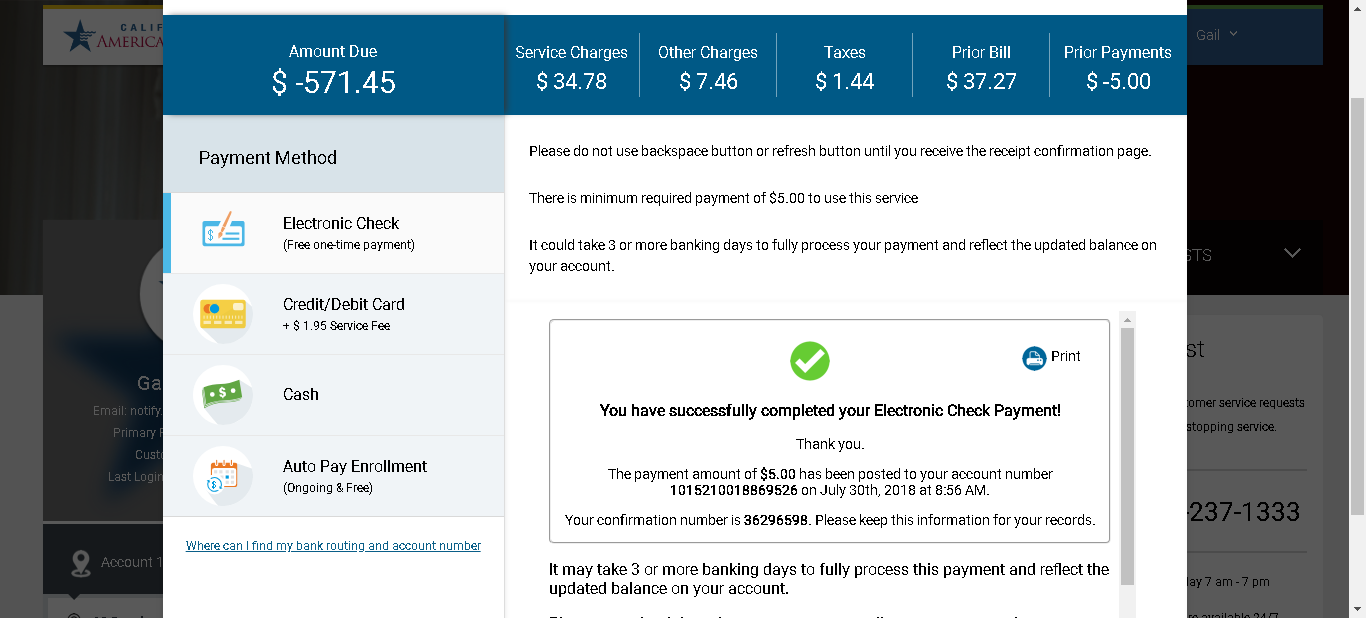 CALIF
AMERICA
Gail
Amount Due
$ -571.45
Service Charges
$ 34.78
Other Charges
$ 7.46
Taxes
$ 1.44
Prior Bill
$ 37.27
Prior Payments
$ -5.00
Payment Method
Electronic Check
(Free one-time payment)
Credit/Debit Card
+ $ 1.95 Service Fee
Cash
Auto Pay Enrollment
(Ongoing & Free)
Where can I find my bank routing and account number
Please do not use backspace button or refresh button until you receive the receipt confirmation page.
There is minimum required payment of $5.00 to use this service
It could take 3 or more banking days to fully process your payment and reflect the updated balance on
your account.
Print
You have successfully completed your Electronic Check Payment!
Thank you.
The payment amount of $5.00 has been posted to your account number
1015210018869526 on July 30th, 2018 at 8:56 AM.
Your confirmation number is 36296598. Please keep this information for your records.
It may take 3 or more banking days to fully process this payment and reflect the
updated balance on your account.
Ga
Email: notify.
Primary
Custo
Last Login
Account 1
STS
st
omer service requests
stopping service.
-237-1333
ay 7 am - 7 pm